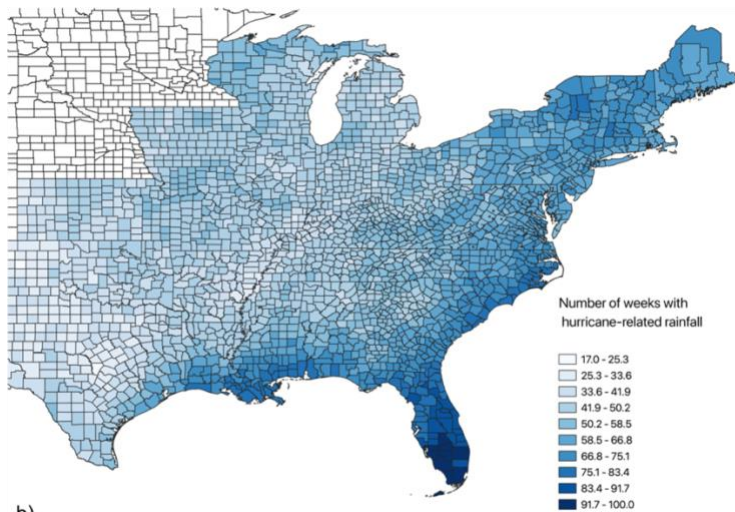 Number of weeks with
hurricane-related rainfall
17.0 - 25.3
25.3 - 33.6
33.6 - 41.9
41.9 - 50.2
50.2 - 58.5
58.5 - 66.8
66.8 - 75.1
75.1 - 83.4
83.4 - 91.7
91.7 - 100.0
b)